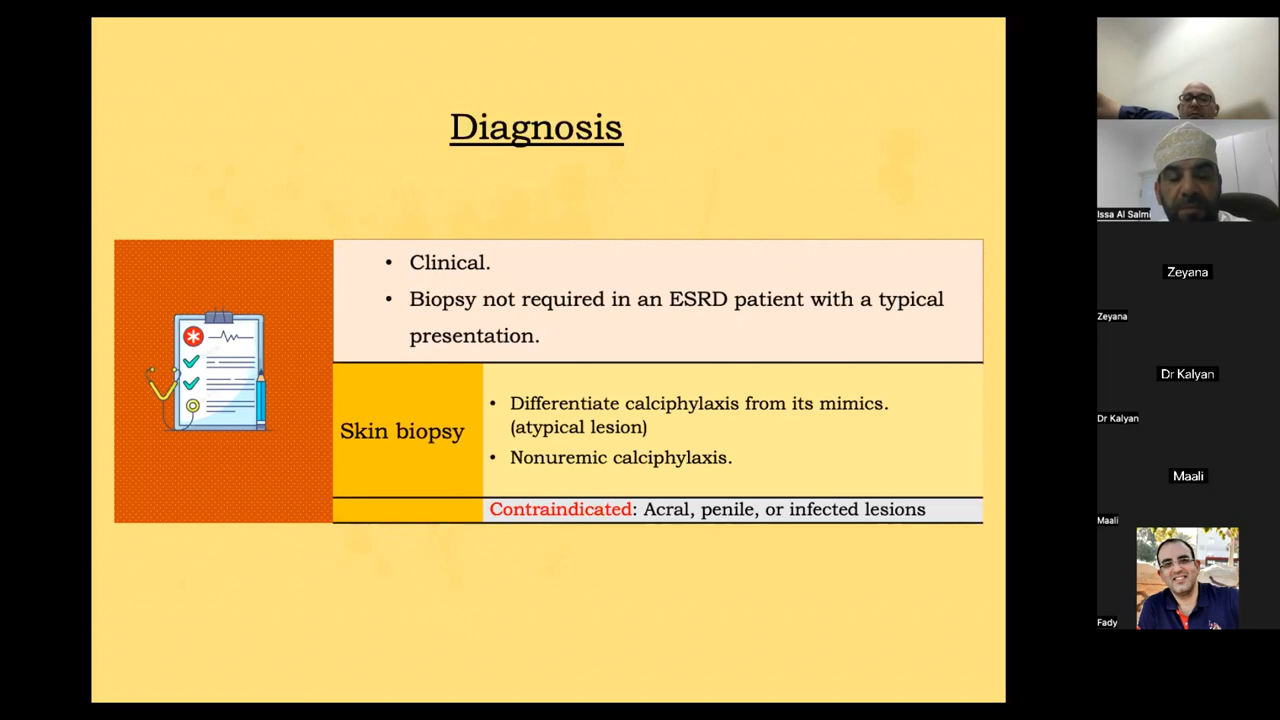 Diagnosis
• Clinical.
• Biopsy not required in an ESRD patient with a typical
presentation.
Skin biopsy
• Differentiate calciphylaxis from its mimics.
(atypical lesion)
• Nonuremic calciphylaxis.
Contraindicated: Acral, penile, or infected lesions
Issa Al Salmi
Zeyana
Zeyana
Dr Kalyan
Dr Kalyan
Maali
Maali
Fady